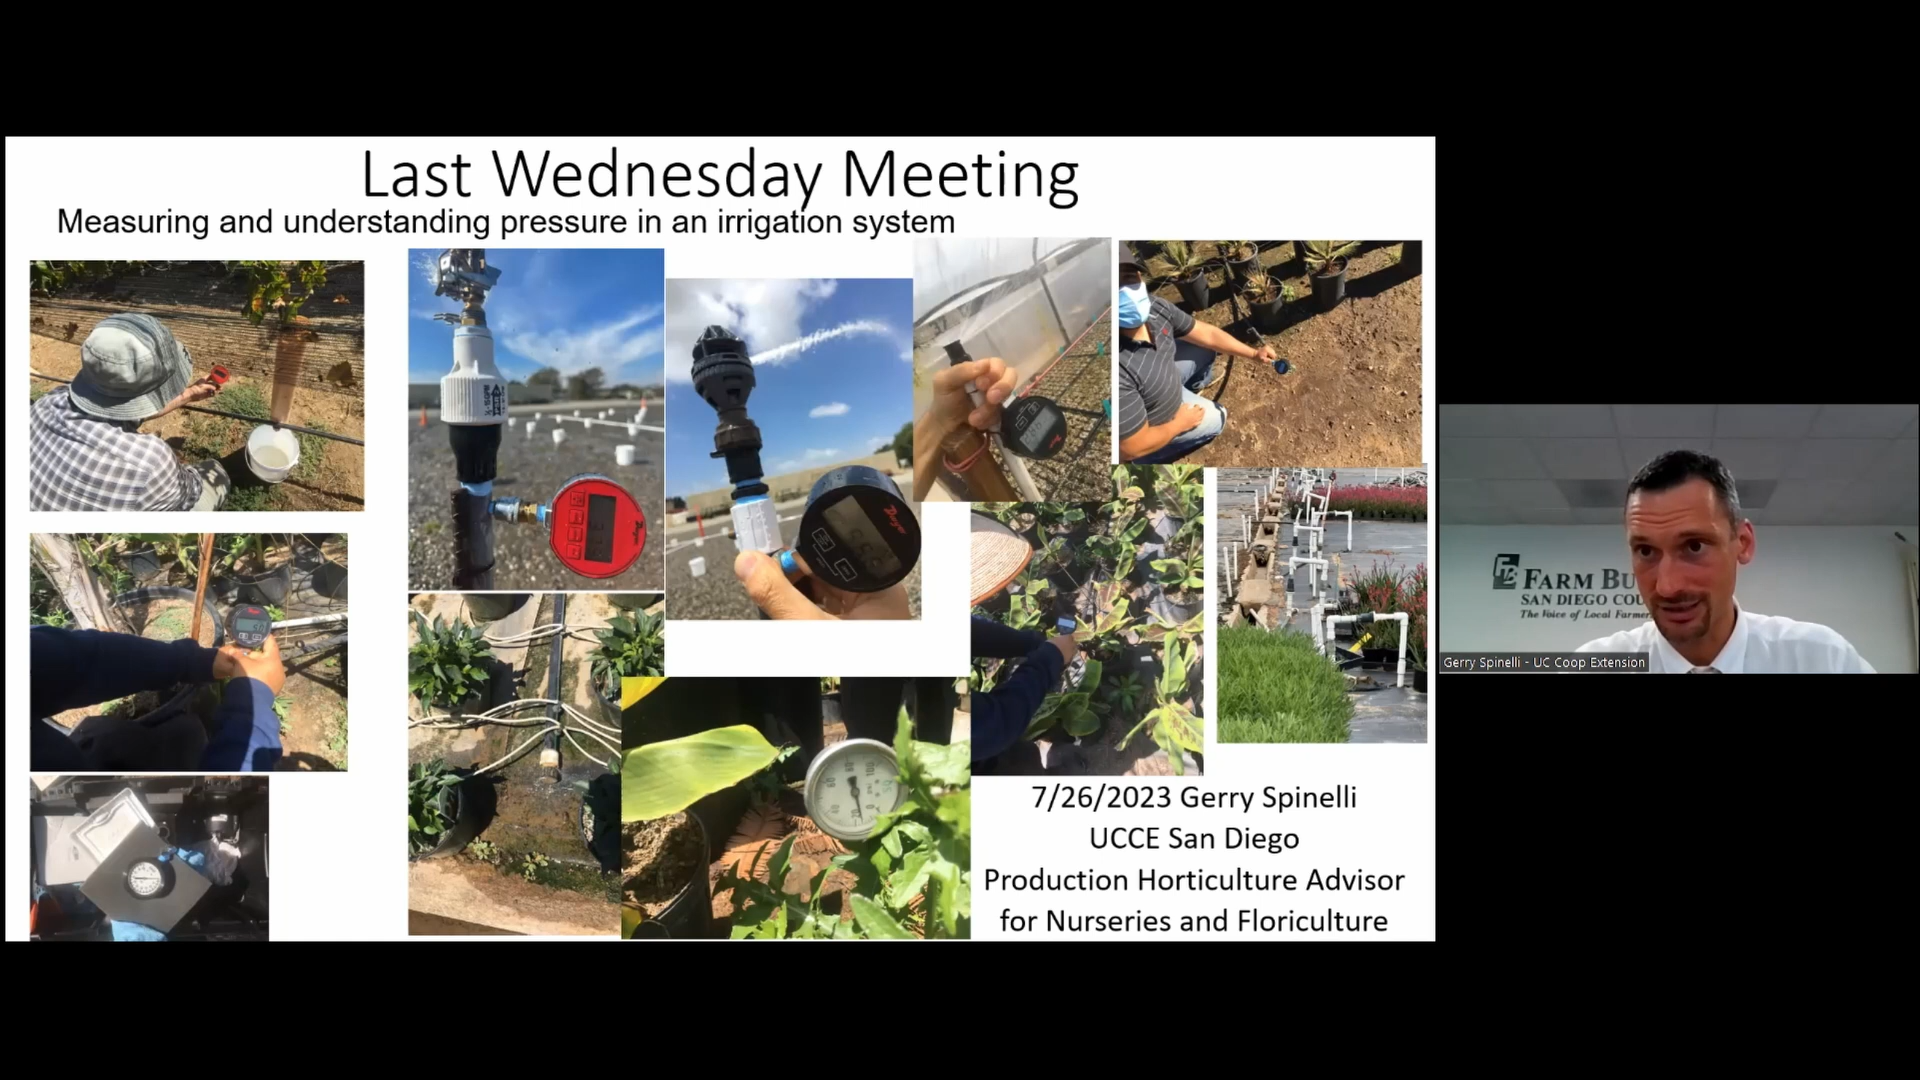 Last Wednesday Meeting
Measuring and understanding pressure in an irrigation system
7/26/2023 Gerry Spinelli
UCCE San Diego
Production Horticulture Advisor
for Nurseries and Floriculture
FARM BU
SAN DIEGO COU
The Voice of Local Farmer
Gerry Spinelli - UC Coop Extension